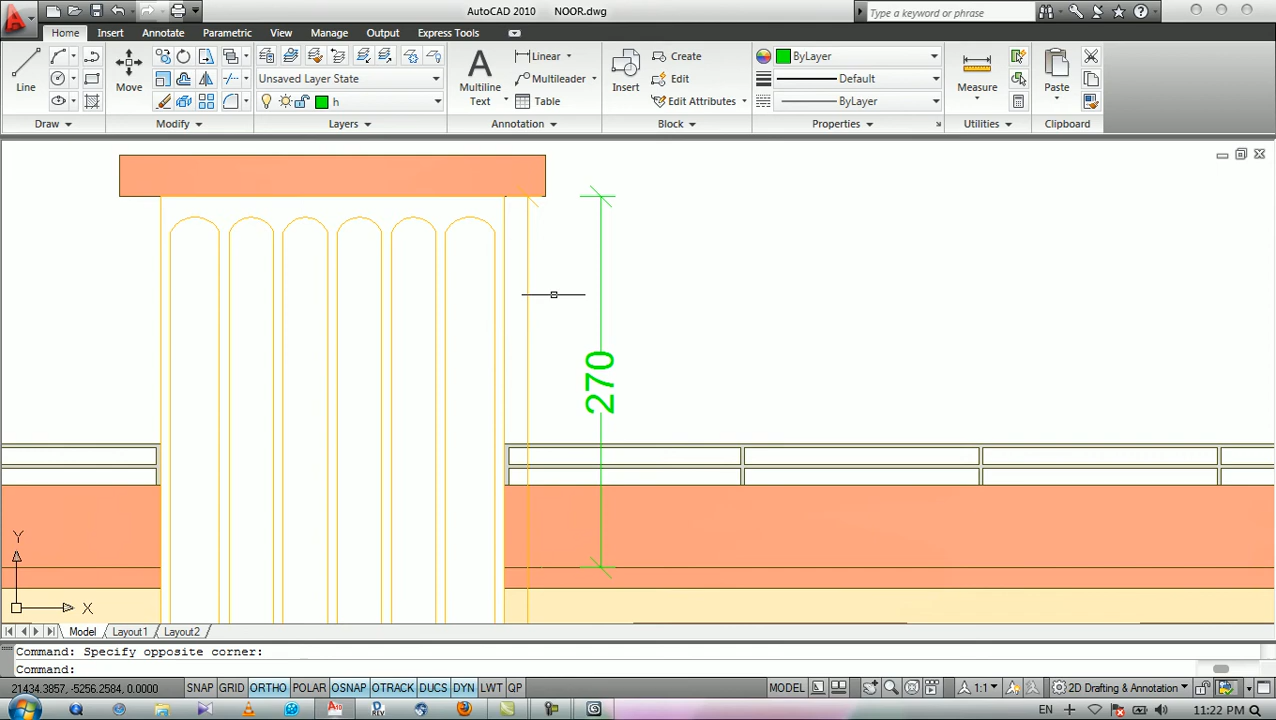 AutoCAD 2010 NOOR.dwg
Type a keyword or phrase
Home Insert Annotate Parametric View Manage Output Express Tools
Line Move Unsaved Layer State h
Multiline Text Linear Multileader Table
Insert Create Edit Edit Attributes
ByLayer Default ByLayer
Measure Paste
Draw Modify Layers Annotation Block Properties Utilities Clipboard
270
Y
X
Model Layout1 Layout2
Command: Specify opposite corner:
Command:
21434.3857, -5256.2584, 0.0000 SNAP GRID ORTHO POLAR OSNAP OTRACK DUCS DYN LWT QP MODEL 1:1 2D Drafting & Annotation
EN 11:22 PM